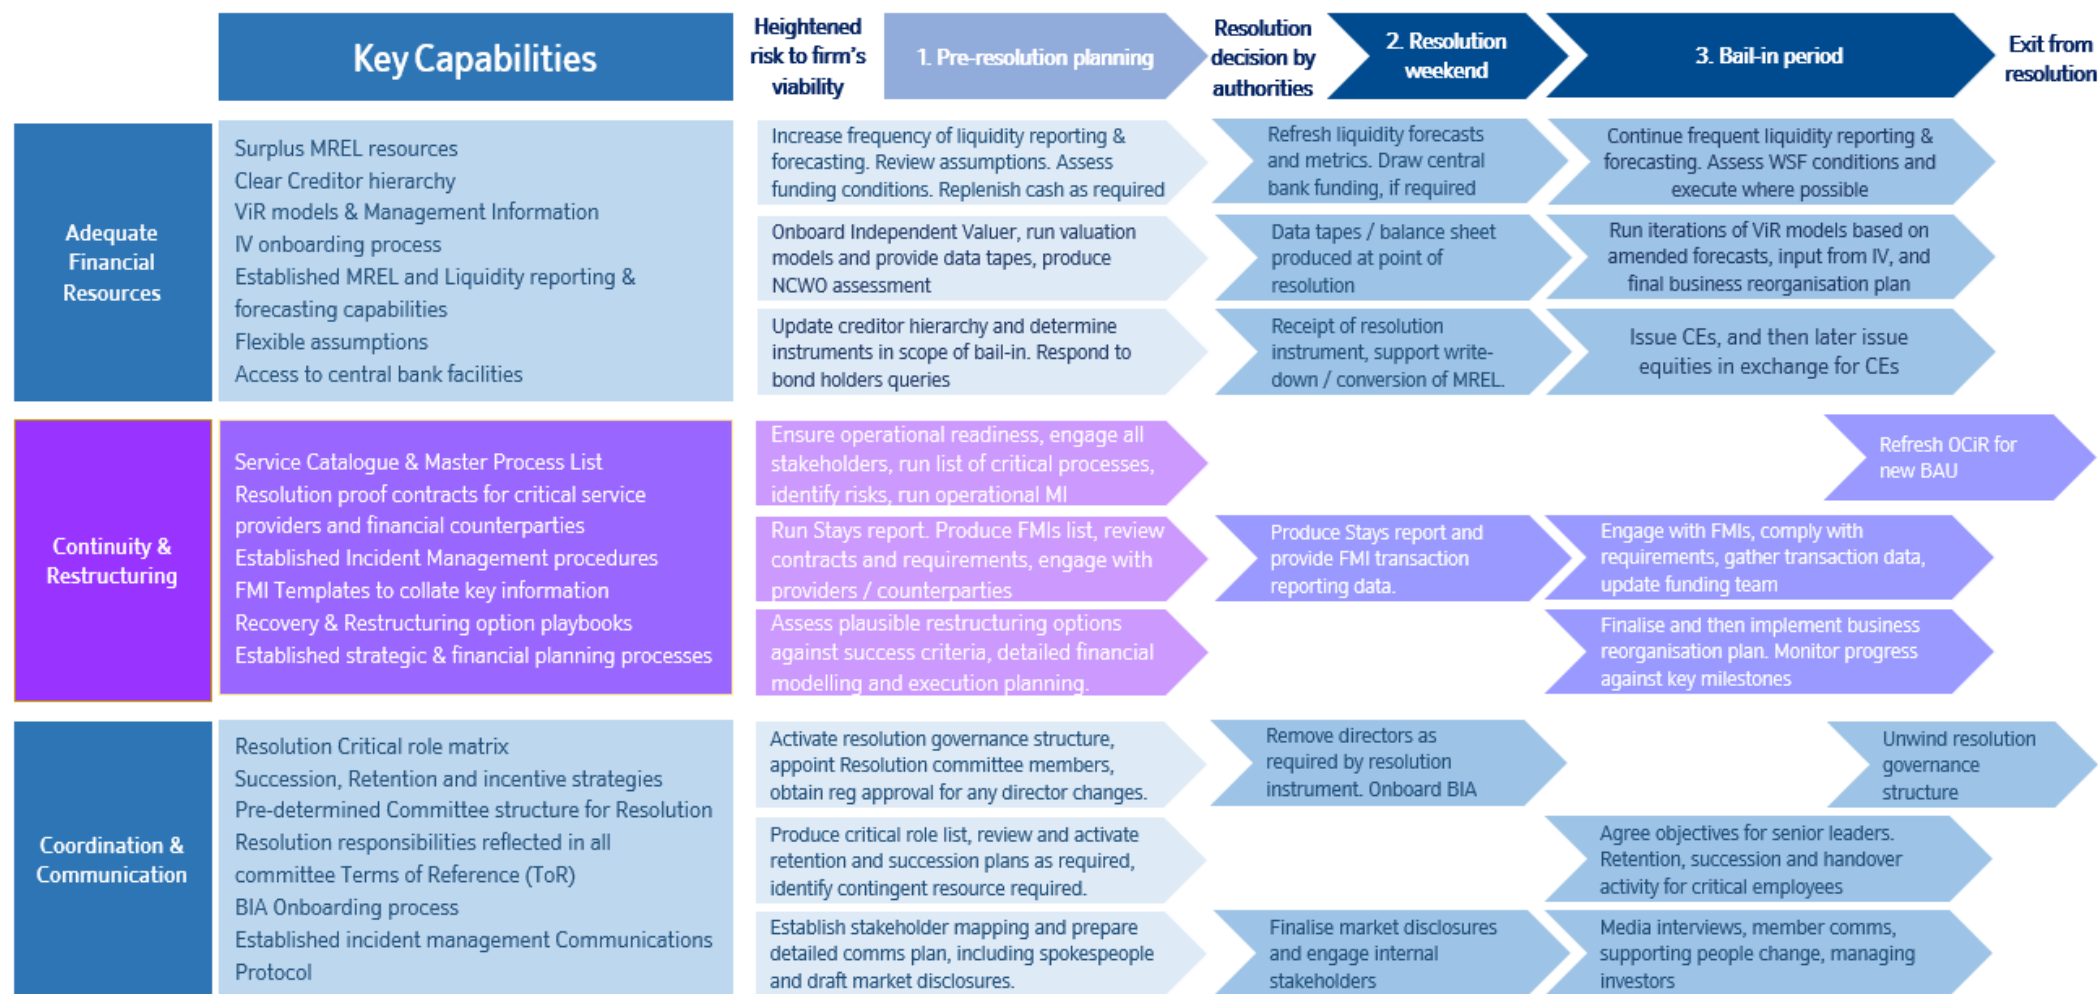 Key Capabilities
Heightened
risk to firm's
viability
1. Pre-resolution planning
Resolution
decision by
authorities
2. Resolution
weekend
3. Bail-in period
Exit from
resolution
Adequate
Financial
Resources
Surplus MREL resources
Clear Creditor hierarchy
ViR models & Management Information
IV onboarding process
Established MREL and Liquidity reporting &
forecasting capabilities
Flexible assumptions
Access to central bank facilities
Increase frequency of liquidity reporting &
forecasting. Review assumptions. Assess
funding conditions. Replenish cash as required
Refresh liquidity forecasts
and metrics. Draw central
bank funding, if required
Continue frequent liquidity reporting &
forecasting. Assess WSF conditions and
execute where possible
Onboard Independent Valuer, run valuation
models and provide data tapes, produce
NCWO assessment
Data tapes / balance sheet
produced at point of
resolution
Run iterations of ViR models based on
amended forecasts, input from IV, and
final business reorganisation plan
Update creditor hierarchy and determine
instruments in scope of bail-in. Respond to
bond holders queries
Receipt of resolution
instrument, support write-
down / conversion of MREL.
Issue CEs, and then later issue
equities in exchange for CEs
Continuity &
Restructuring
Service Catalogue & Master Process List
Resolution proof contracts for critical service
providers and financial counterparties
Established Incident Management procedures
FMI Templates to collate key information
Recovery & Restructuring option playbooks
Established strategic & financial planning processes
Ensure operational readiness, engage all
stakeholders, run list of critical processes,
identify risks, run operational MI
Refresh OCiR for
new BAU
Run Stays report. Produce FMIs list, review
contracts and requirements, engage with
providers / counterparties
Produce Stays report and
provide FMI transaction
reporting data.
Engage with FMIs, comply with
requirements, gather transaction data,
update funding team
Assess plausible restructuring options
against success criteria, detailed financial
modelling and execution planning.
Finalise and then implement business
reorganisation plan. Monitor progress
against key milestones
Coordination &
Communication
Resolution Critical role matrix
Succession, Retention and incentive strategies
Pre-determined Committee structure for Resolution
Resolution responsibilities reflected in all
committee Terms of Reference (ToR)
BIA Onboarding process
Established incident management Communications
Protocol
Activate resolution governance structure,
appoint Resolution committee members,
obtain reg approval for any director changes.
Remove directors as
required by resolution
instrument. Onboard BIA
Unwind resolution
governance
structure
Produce critical role list, review and activate
retention and succession plans as required,
identify contingent resource required.
Agree objectives for senior leaders.
Retention, succession and handover
activity for critical employees
Establish stakeholder mapping and prepare
detailed comms plan, including spokespeople
and draft market disclosures.
Finalise market disclosures
and engage internal
stakeholders
Media interviews, member comms,
supporting people change, managing
investors